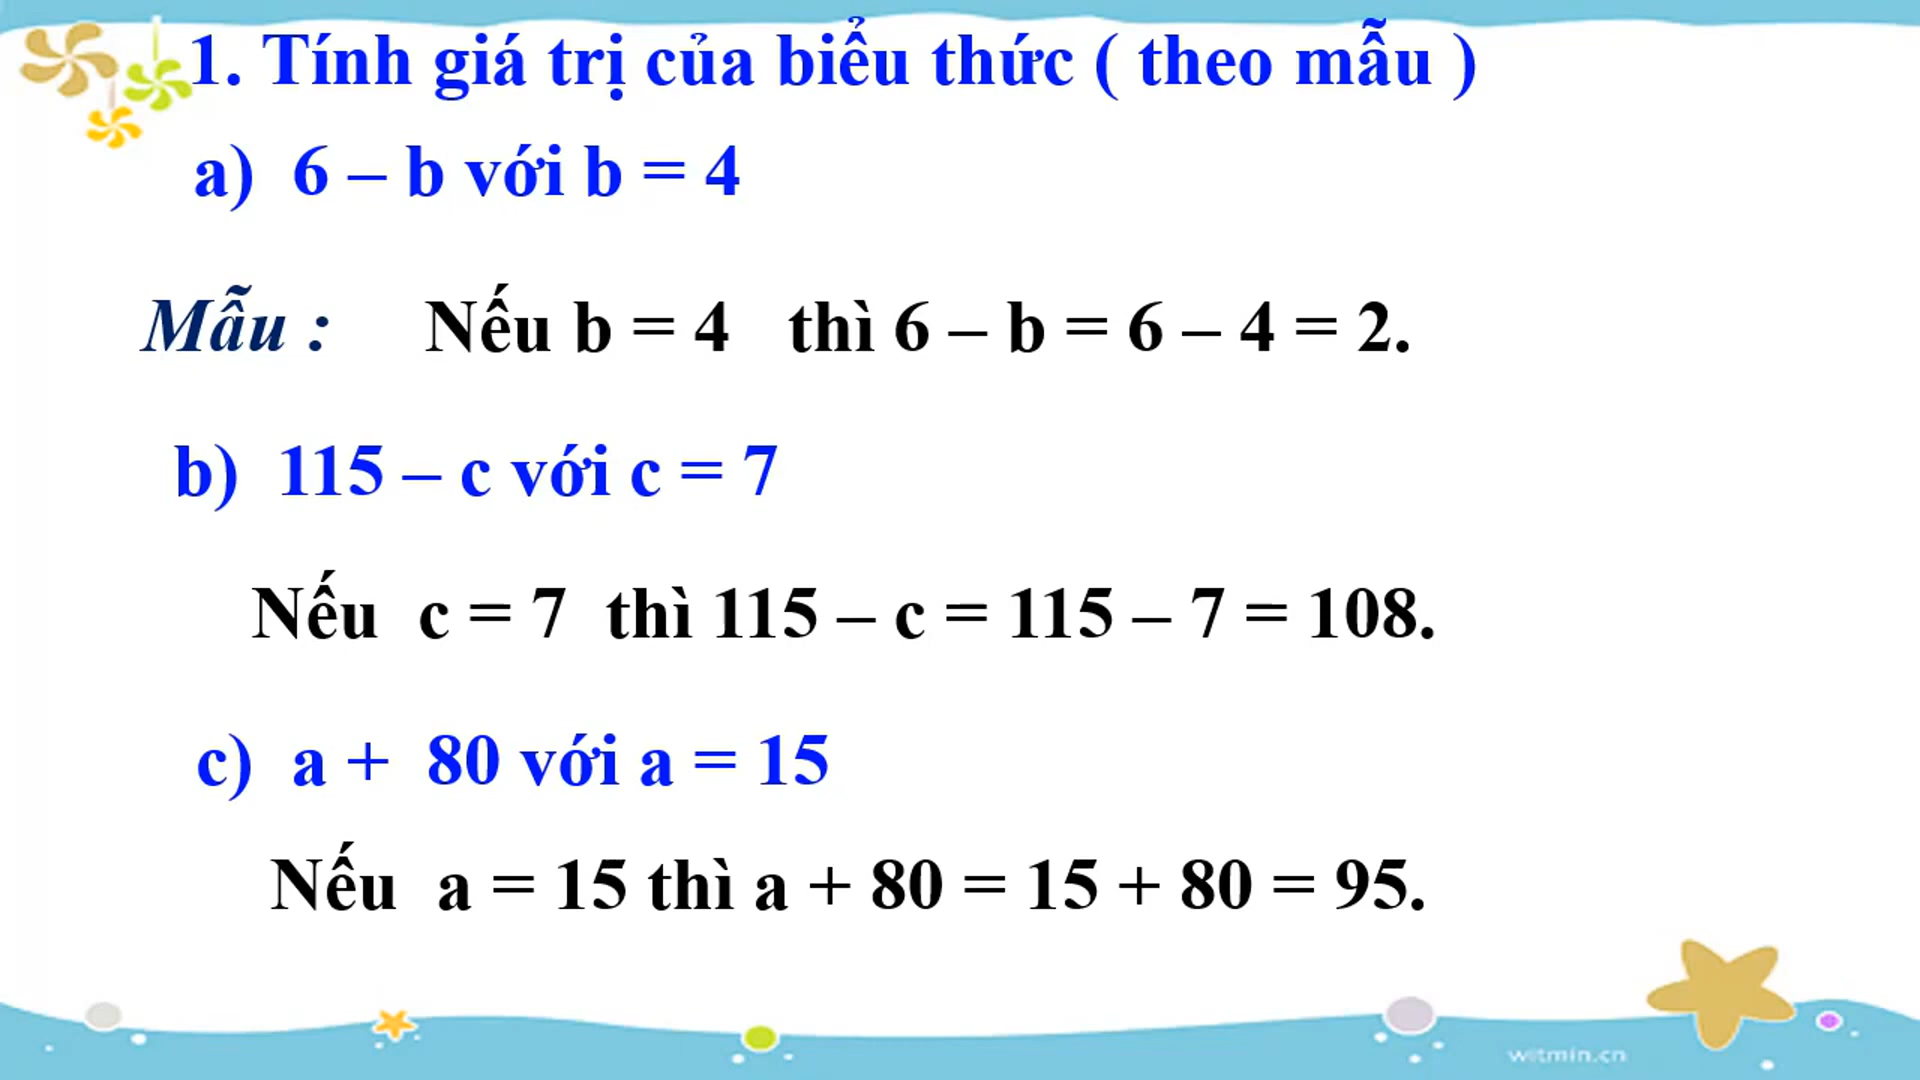 1. Tính giá trị của biểu thức ( theo mẫu )
a) 6 – b với b = 4
Mẫu : Nếu b = 4 thì 6 – b = 6 – 4 = 2.
b) 115 – c với c = 7
Nếu c = 7 thì 115 – c = 115 – 7 = 108.
c) a + 80 với a = 15
Nếu a = 15 thì a + 80 = 15 + 80 = 95.
witmin.cn